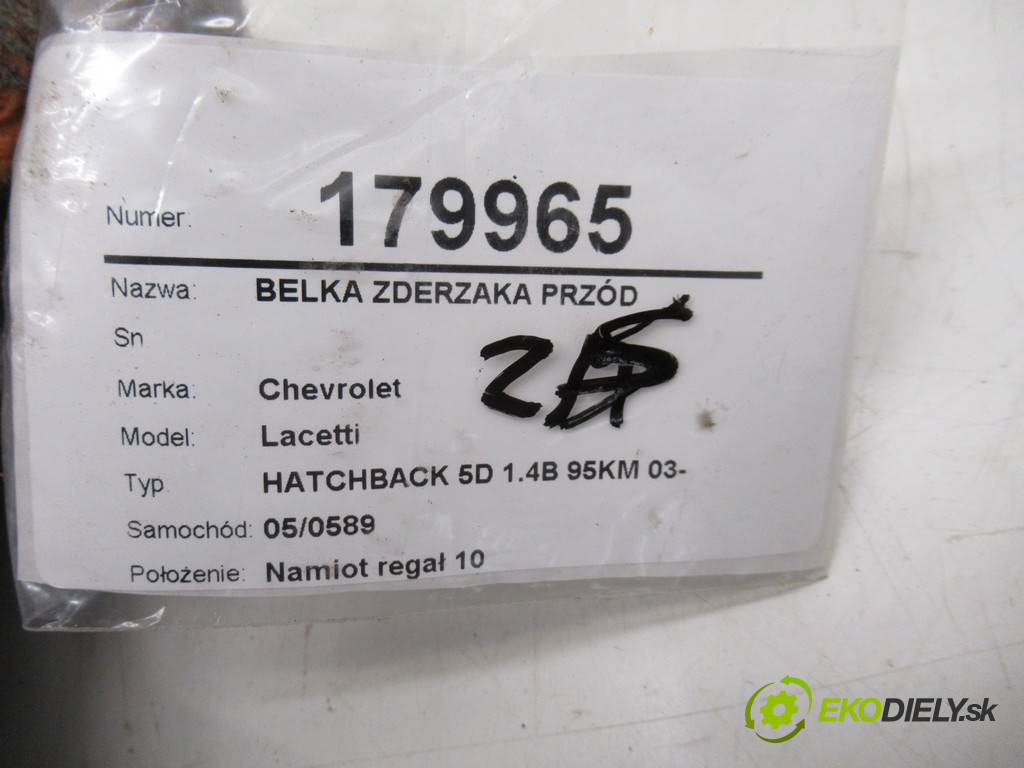 Numer: 179965
Nazwa: BELKA ZDERZAKA PRZÓD
Sn
Marka: Chevrolet
Model: Lacetti
Typ HATCHBACK 5D 1.4B 95KM 03-
Samochód: 05/0589
Położenie: Namiot regał 10
EKODIELY.sk